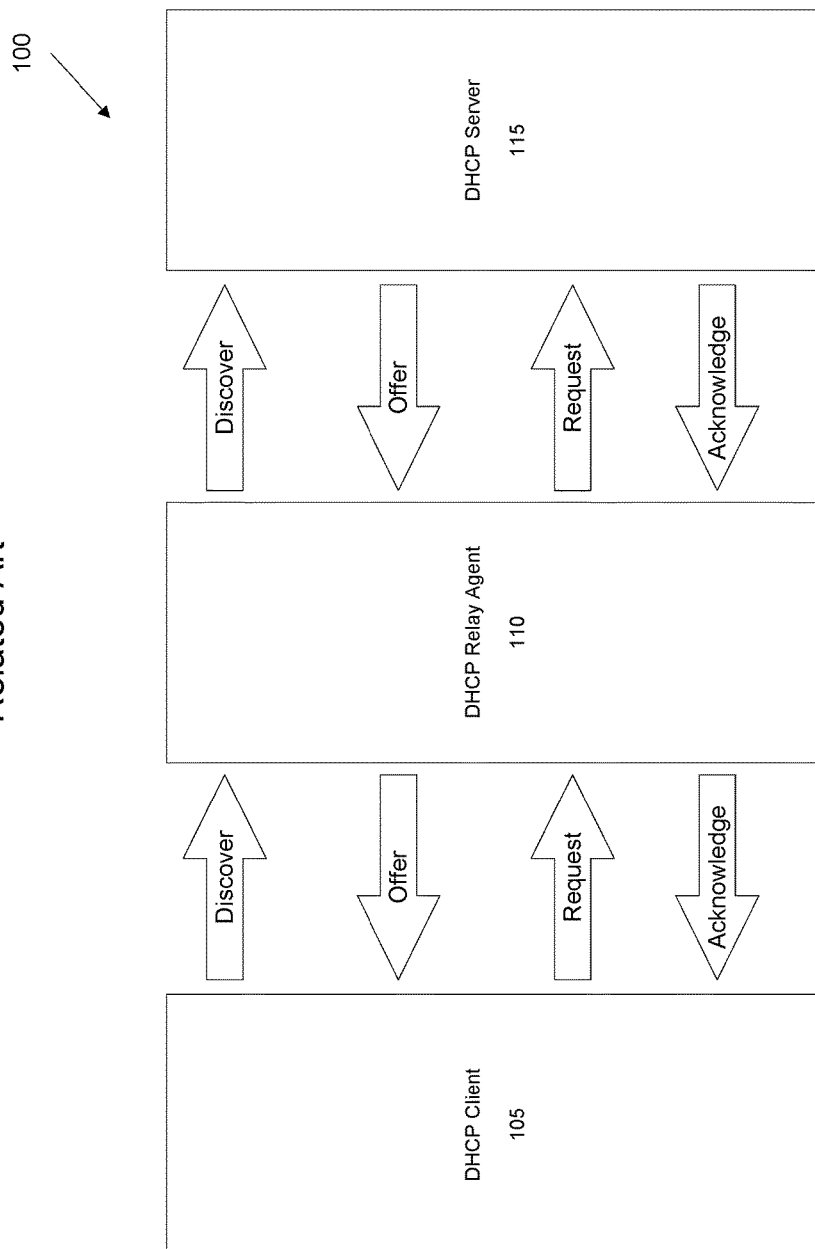 Related Art
100
DHCP Client
105
Discover
Offer
Request
Acknowledge
DHCP Relay Agent
110
Discover
Offer
Request
Acknowledge
DHCP Server
115